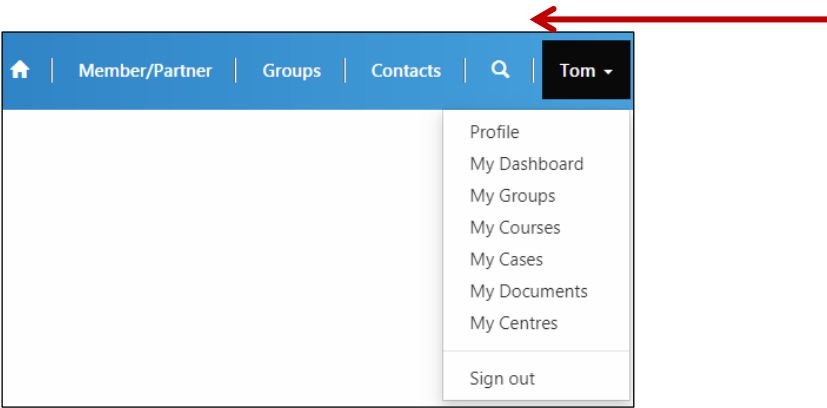 Member/Partner Groups Contacts Tom
Profile
My Dashboard
My Groups
My Courses
My Cases
My Documents
My Centres
Sign out